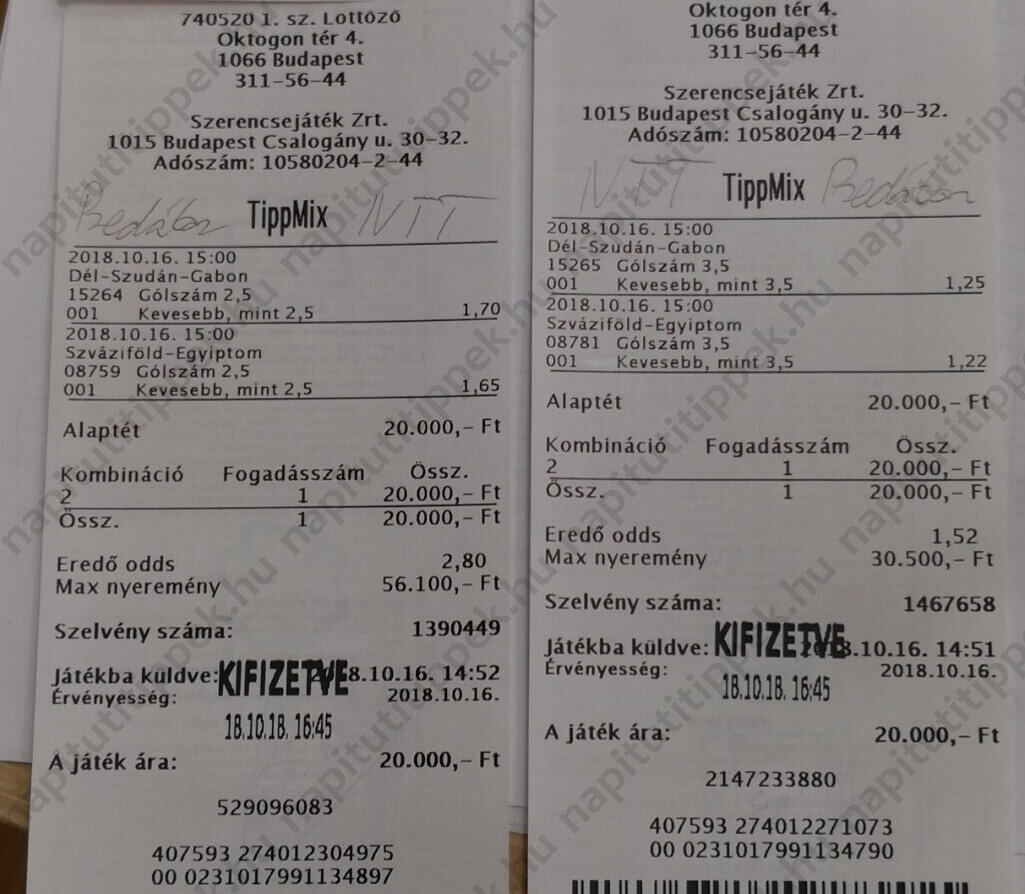 740520 1. sz. Lottózó
Oktogon tér 4.
1066 Budapest
311-56-44
Szerencsejáték Zrt.
1015 Budapest Csalogány u. 30-32.
Adószám: 10580204-2-44
TippMix NTT
2018.10.16. 15:00
Dél-Szudán-Gabon
15264 Gólszám 2,5
001 Kevesebb, mint 2,5 1,70
2018.10.16. 15:00
Szváziföld-Egyiptom
08759 Gólszám 2,5
001 Kevesebb, mint 2,5 1,65
Alaptét 20.000,- Ft
Kombináció Fogadásszám Össz.
2 1 20.000,- Ft
Össz. 1 20.000,- Ft
Eredő odds 2,80
Max nyeremény 56.100,- Ft
Szelvény száma: 1390449
Játékba küldve: 2018.10.16. 14:52
KIFIZETVE
Érvényesség: 2018.10.16.
18.10.18. 16:45
A játék ára: 20.000,- Ft
529096083
407593 274012304975
00 0231017991134897
Oktogon tér 4.
1066 Budapest
311-56-44
Szerencsejáték Zrt.
1015 Budapest Csalogány u. 30-32.
Adószám: 10580204-2-44
NTT TippMix
2018.10.16. 15:00
Dél-Szudán-Gabon
15265 Gólszám 3,5
001 Kevesebb, mint 3,5 1,25
2018.10.16. 15:00
Szváziföld-Egyiptom
08781 Gólszám 3,5
001 Kevesebb, mint 3,5 1,22
Alaptét 20.000,- Ft
Kombináció Fogadásszám Össz.
2 1 20.000,- Ft
Össz. 1 20.000,- Ft
Eredő odds 1,52
Max nyeremény 30.500,- Ft
Szelvény száma: 1467658
Játékba küldve: 2018.10.16. 14:51
KIFIZETVE
Érvényesség: 2018.10.16.
18.10.18. 16:45
A játék ára: 20.000,- Ft
2147233880
407593 274012271073
00 0231017991134790
napitutitippek.hu